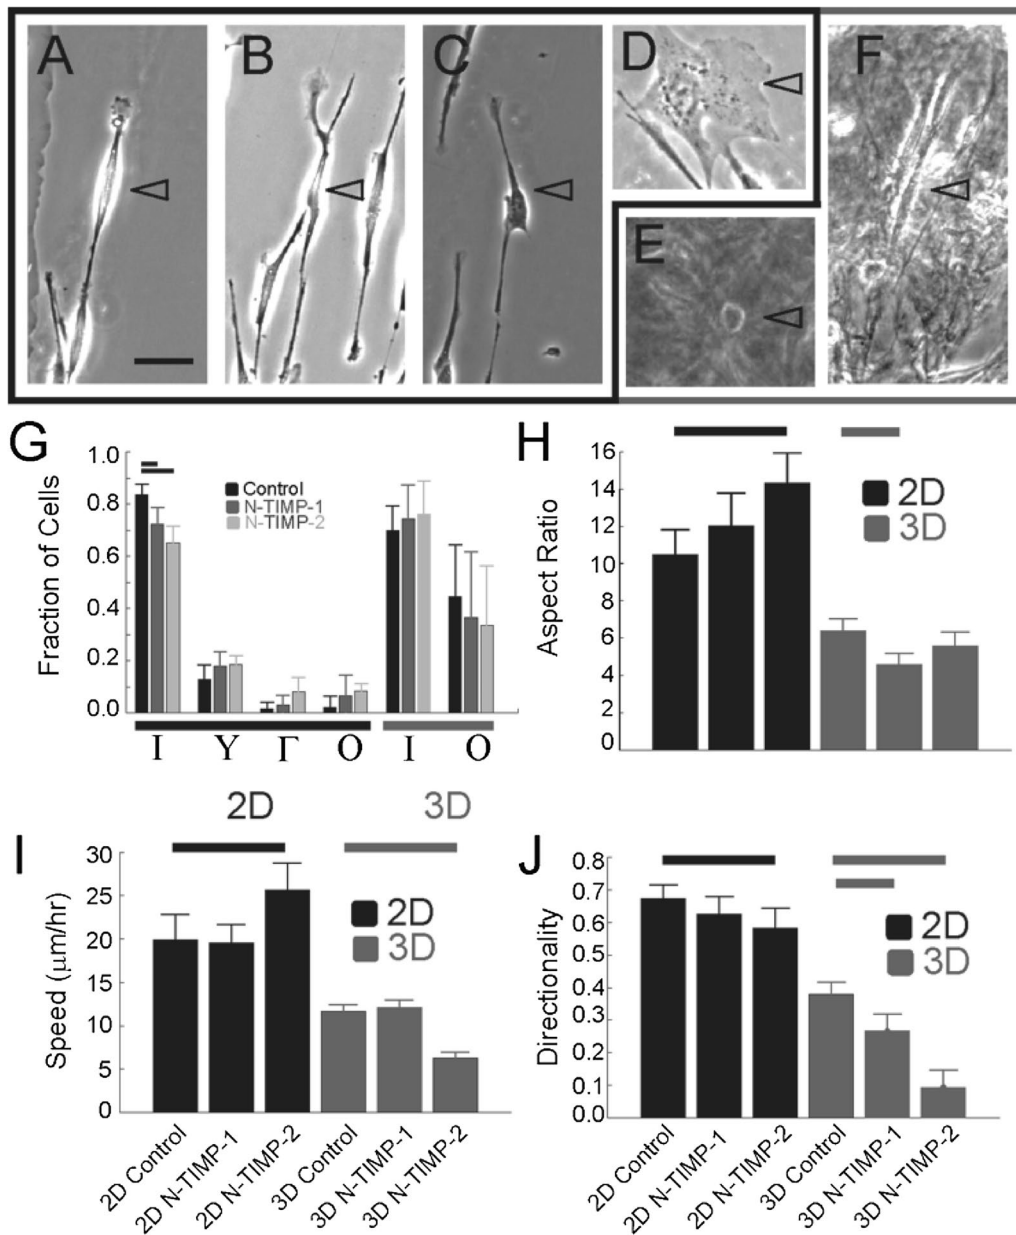 A
B
C
D
E
F
G
1.0
0.8
0.6
0.4
0.2
0.0
Fraction of Cells
Control
N-TIMP-1
N-TIMP-2
I Y Γ O I O
2D 3D
H
16
14
12
10
8
6
4
2
0
Aspect Ratio
2D
3D
I
30
25
20
15
10
5
0
Speed (μm/hr)
2D
3D
2D Control
2D N-TIMP-1
2D N-TIMP-2
3D Control
3D N-TIMP-1
3D N-TIMP-2
J
0.8
0.7
0.6
0.5
0.4
0.3
0.2
0.1
0.0
Directionality
2D
3D
2D Control
2D N-TIMP-1
2D N-TIMP-2
3D Control
3D N-TIMP-1
3D N-TIMP-2